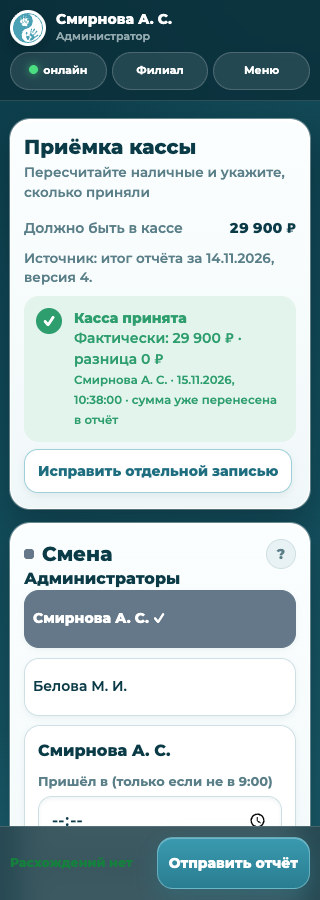 Смирнова А. С.
Администратор
онлайн
Филиал
Меню
Приёмка кассы
Пересчитайте наличные и укажите,
сколько приняли
Должно быть в кассе 29 900 ₽
Источник: итог отчёта за 14.11.2026,
версия 4.
Касса принята
Фактически: 29 900 ₽ ·
разница 0 ₽
Смирнова А. С. · 15.11.2026,
10:38:00 · сумма уже перенесена
в отчёт
Исправить отдельной записью
Смена
?
Администраторы
Смирнова А. С. ✓
Белова М. И.
Смирнова А. С.
Пришёл в (только если не в 9:00)
--:--
Расхождений нет
Отправить отчёт